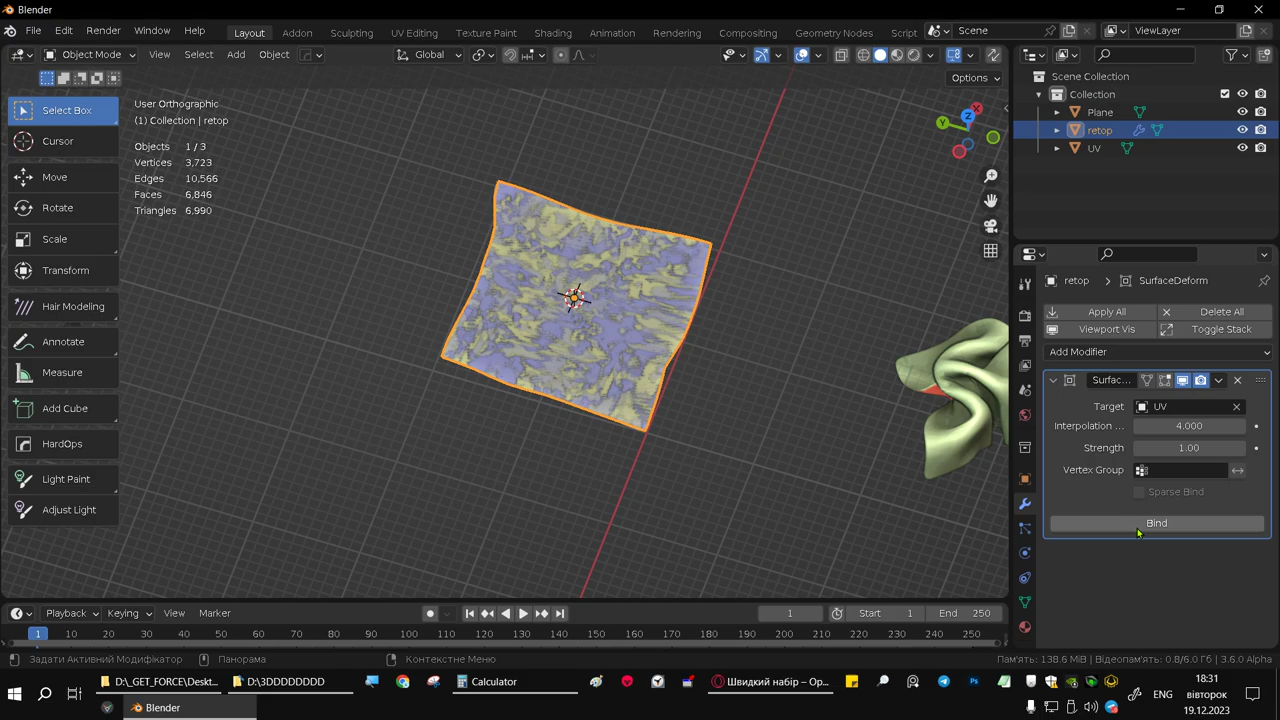 Blender
File Edit Render Window Help Layout Addon Sculpting UV Editing Texture Paint Shading Animation Rendering Compositing Geometry Nodes Script Scene ViewLayer
Object Mode View Select Add Object Global
Options
Select Box
Cursor
Move
Rotate
Scale
Transform
Hair Modeling
Annotate
Measure
Add Cube
HardOps
Light Paint
Adjust Light
User Orthographic
(1) Collection | retop
Objects 1 / 3
Vertices 3,723
Edges 10,566
Faces 6,846
Triangles 6,990
X
Y
Z
Scene Collection
Collection
Plane
retop
UV
retop > SurfaceDeform
Apply All Delete All
Viewport Vis Toggle Stack
Add Modifier
Surfac...
Target UV
Interpolation ... 4.000
Strength 1.00
Vertex Group
Sparse Bind
Bind
Playback Keying View Marker 1 Start 1 End 250
1 10 20 30 40 50 60 70 80 90 100 110 120 130 140 150 160 170 180 190 200 210 220 230 240 250
Задати Активний Модифікатор Панорама Контекстне Меню Пам'ять: 138.6 МіБ | Відеопам'ять: 0.8/6.0 Гб | 3.6.0 Alpha
D:\_GET_FORCE\Deskt... D:\3DDDDDDDD Calculator Швидкий набір – Op...
Blender
ENG
18:31
вівторок
19.12.2023